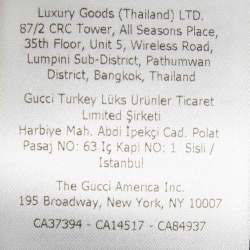 Luxury Goods (Thailand) LTD.
87/2 CRC Tower, All Seasons Place,
35th Floor, Unit 5, Wireless Road,
Lumpini Sub-District, Pathumwan
District, Bangkok, Thailand
Gucci Turkey Lüks Ürünler Ticaret
Limited Şirketi
Harbiye Mah. Abdi İpekçi Cad. Polat
Pasaj NO: 63 İç Kapi NO: 1 Sisli /
Istanbul
The Gucci America Inc.
195 Broadway, New York, NY 10007
CA37394 - CA14517 - CA84937